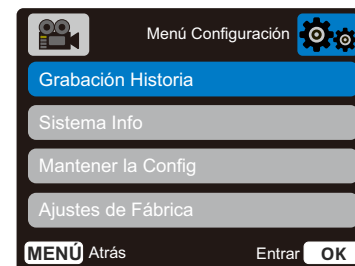 Menú Configuración
Grabación Historia
Sistema Info
Mantener la Config
Ajustes de Fábrica
MENÚ Atrás Entrar OK